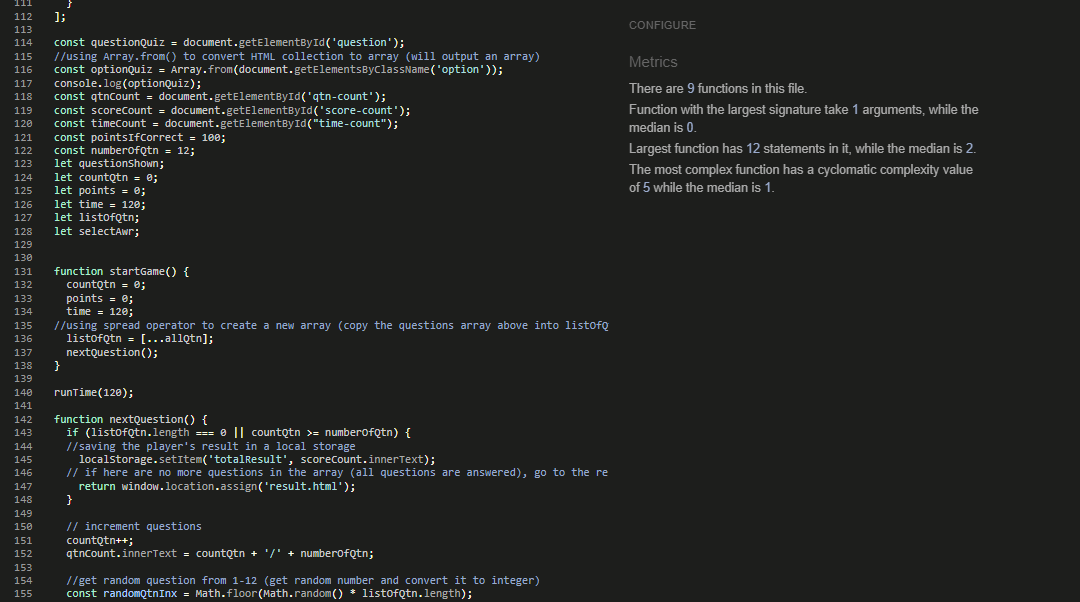 111 }
112 ];
113
114 const questionQuiz = document.getElementById('question');
115 //using Array.from() to convert HTML collection to array (will output an array)
116 const optionQuiz = Array.from(document.getElementsByClassName('option'));
117 console.log(optionQuiz);
118 const qtnCount = document.getElementById('qtn-count');
119 const scoreCount = document.getElementById('score-count');
120 const timeCount = document.getElementById("time-count");
121 const pointsIfCorrect = 100;
122 const numberOfQtn = 12;
123 let questionShown;
124 let countQtn = 0;
125 let points = 0;
126 let time = 120;
127 let listOfQtn;
128 let selectAwr;
129
130
131 function startGame() {
132 countQtn = 0;
133 points = 0;
134 time = 120;
135 //using spread operator to create a new array (copy the questions array above into listOfQ
136 listOfQtn = [...allQtn];
137 nextQuestion();
138 }
139
140 runTime(120);
141
142 function nextQuestion() {
143 if (listOfQtn.length === 0 || countQtn >= numberOfQtn) {
144 //saving the player's result in a local storage
145 localStorage.setItem('totalResult', scoreCount.innerText);
146 // if here are no more questions in the array (all questions are answered), go to the re
147 return window.location.assign('result.html');
148 }
149
150 // increment questions
151 countQtn++;
152 qtnCount.innerText = countQtn + '/' + numberOfQtn;
153
154 //get random question from 1-12 (get random number and convert it to integer)
155 const randomQtnInx = Math.floor(Math.random() * listOfQtn.length);
CONFIGURE
Metrics
There are 9 functions in this file.
Function with the largest signature take 1 arguments, while the
median is 0.
Largest function has 12 statements in it, while the median is 2.
The most complex function has a cyclomatic complexity value
of 5 while the median is 1.